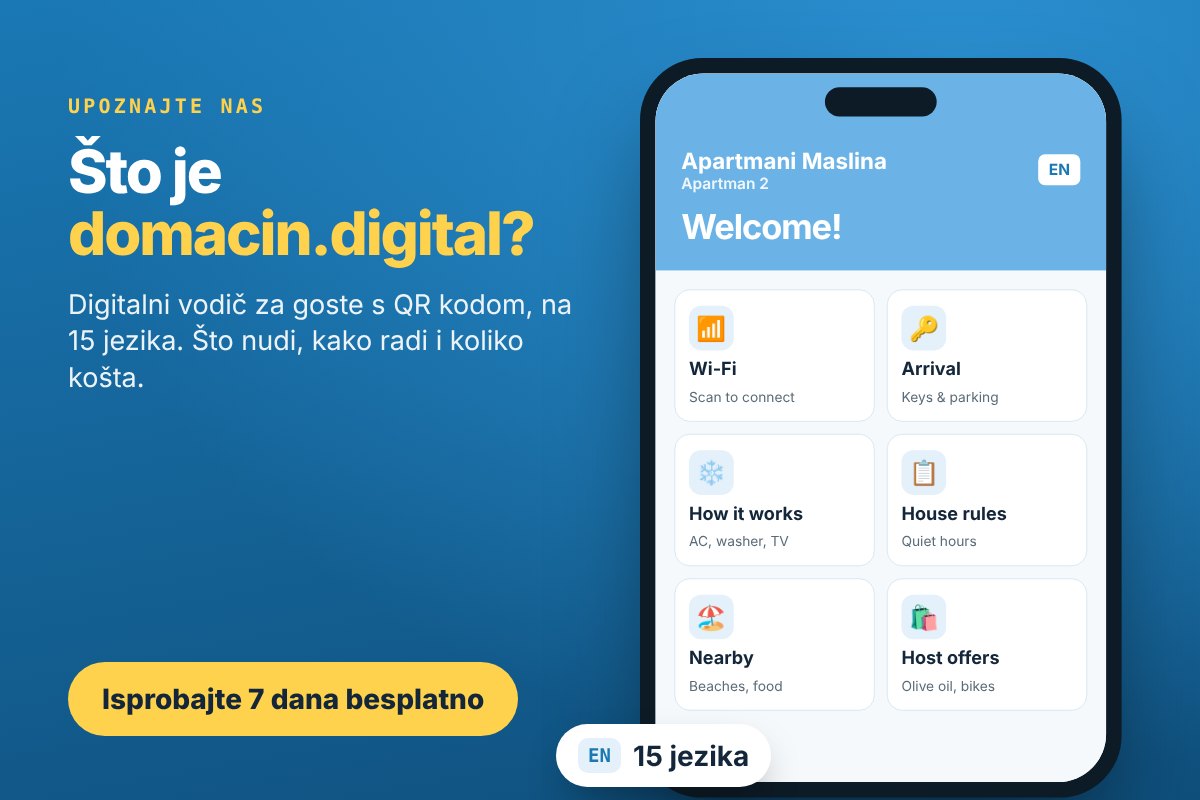 UPOZNAJTE NAS
Što je
domacin.digital?
Digitalni vodič za goste s QR kodom, na
15 jezika. Što nudi, kako radi i koliko
košta.
Isprobajte 7 dana besplatno
Apartmani Maslina
Apartman 2
EN
Welcome!
Wi-Fi
Scan to connect
Arrival
Keys & parking
How it works
AC, washer, TV
House rules
Quiet hours
Nearby
Beaches, food
Host offers
Olive oil, bikes
EN 15 jezika